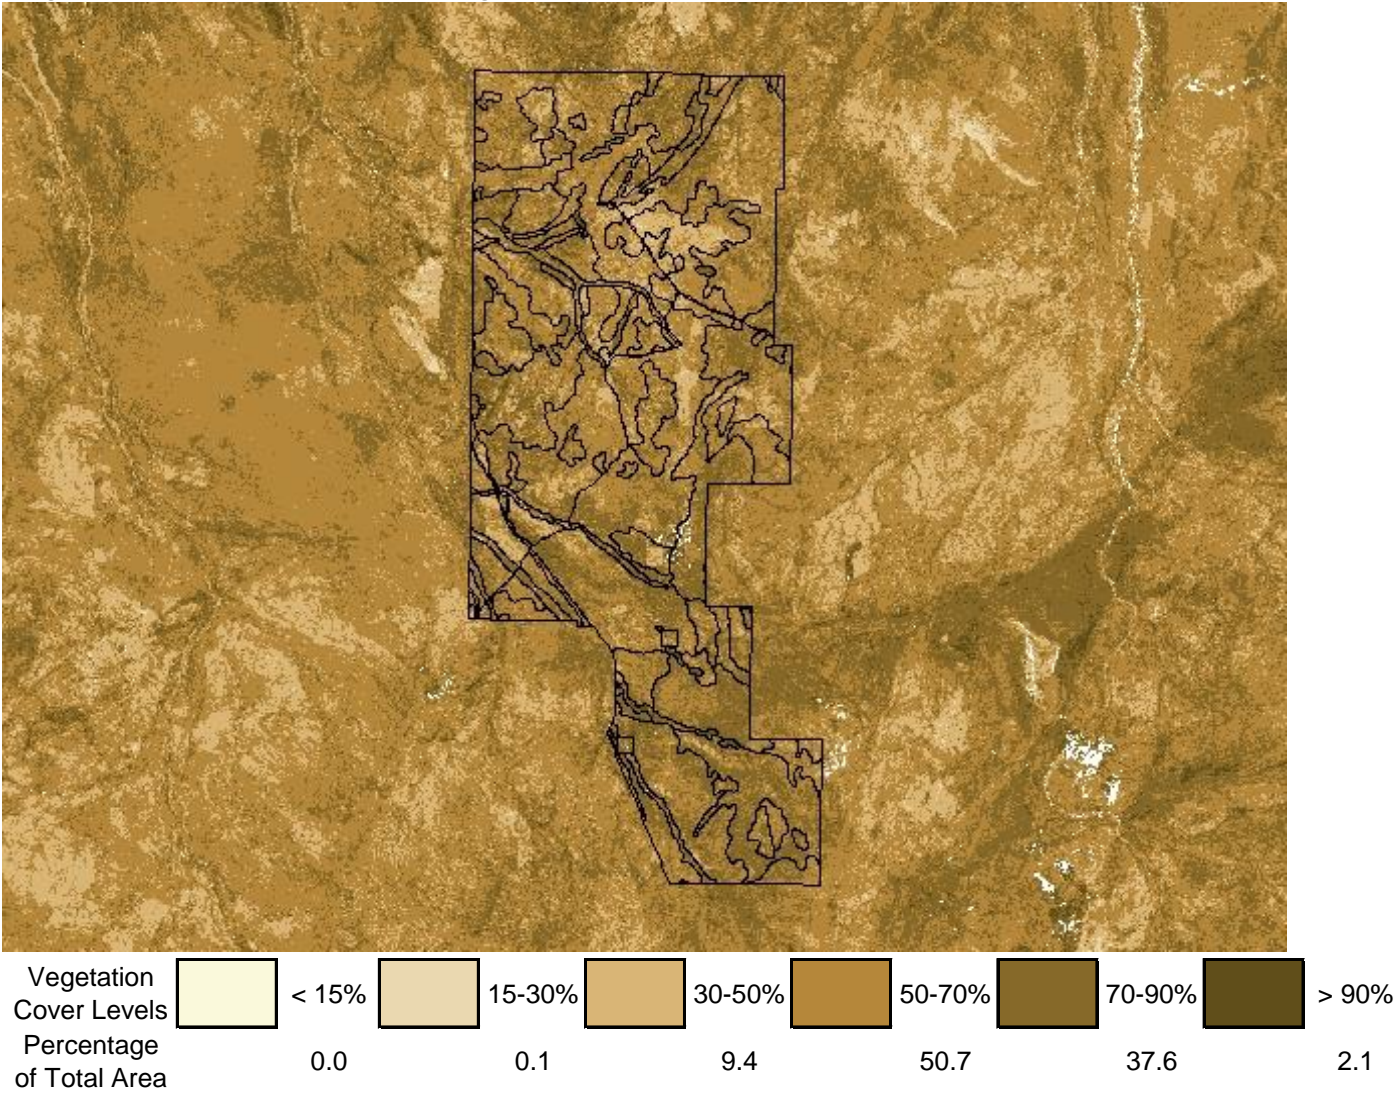 Vegetation
Cover Levels
< 15% 15-30% 30-50% 50-70% 70-90% > 90%
Percentage
of Total Area
0.0 0.1 9.4 50.7 37.6 2.1